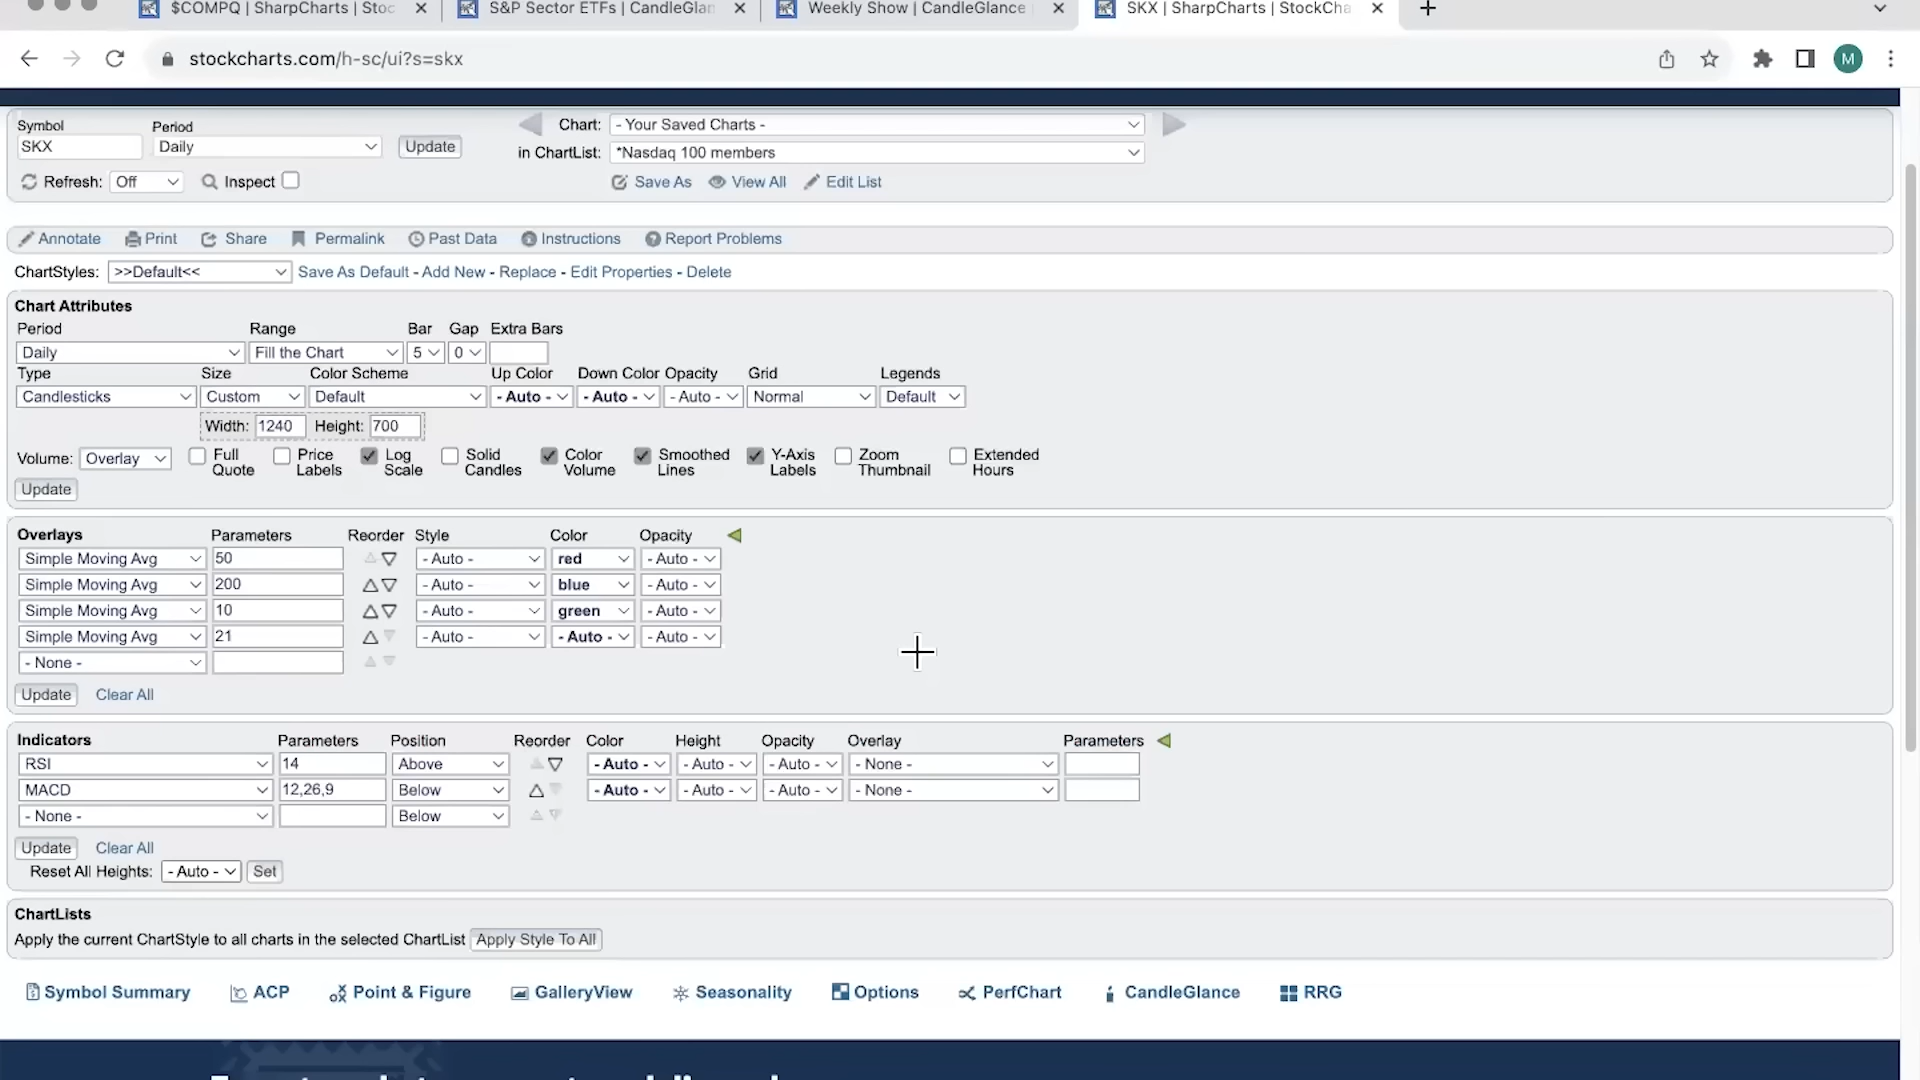 $COMPQ | SharpCharts | Stoc
S&P Sector ETFs | CandleGlan
Weekly Show | CandleGlance
SKX | SharpCharts | StockCha
stockcharts.com/h-sc/ui?s=skx
M
Symbol Period
SKX Daily Update
Chart: - Your Saved Charts -
in ChartList: *Nasdaq 100 members
Refresh: Off Inspect
Save As View All Edit List
Annotate Print Share Permalink Past Data Instructions Report Problems
ChartStyles: >>Default<< Save As Default - Add New - Replace - Edit Properties - Delete
Chart Attributes
Period Range Bar Gap Extra Bars
Daily Fill the Chart 5 0
Type Size Color Scheme Up Color Down Color Opacity Grid Legends
Candlesticks Custom Default - Auto - - Auto - - Auto - Normal Default
Width: 1240 Height: 700
Volume: Overlay Full Quote Price Labels Log Scale Solid Candles Color Volume Smoothed Lines Y-Axis Labels Zoom Thumbnail Extended Hours
Update
Overlays Parameters Reorder Style Color Opacity
Simple Moving Avg 50 - Auto - red - Auto -
Simple Moving Avg 200 - Auto - blue - Auto -
Simple Moving Avg 10 - Auto - green - Auto -
Simple Moving Avg 21 - Auto - - Auto - - Auto -
- None -
Update Clear All
Indicators Parameters Position Reorder Color Height Opacity Overlay Parameters
RSI 14 Above - Auto - - Auto - - Auto - - None -
MACD 12,26,9 Below - Auto - - Auto - - Auto - - None -
- None - Below
Update Clear All
Reset All Heights: - Auto - Set
ChartLists
Apply the current ChartStyle to all charts in the selected ChartList Apply Style To All
Symbol Summary ACP Point & Figure GalleryView Seasonality Options PerfChart CandleGlance RRG